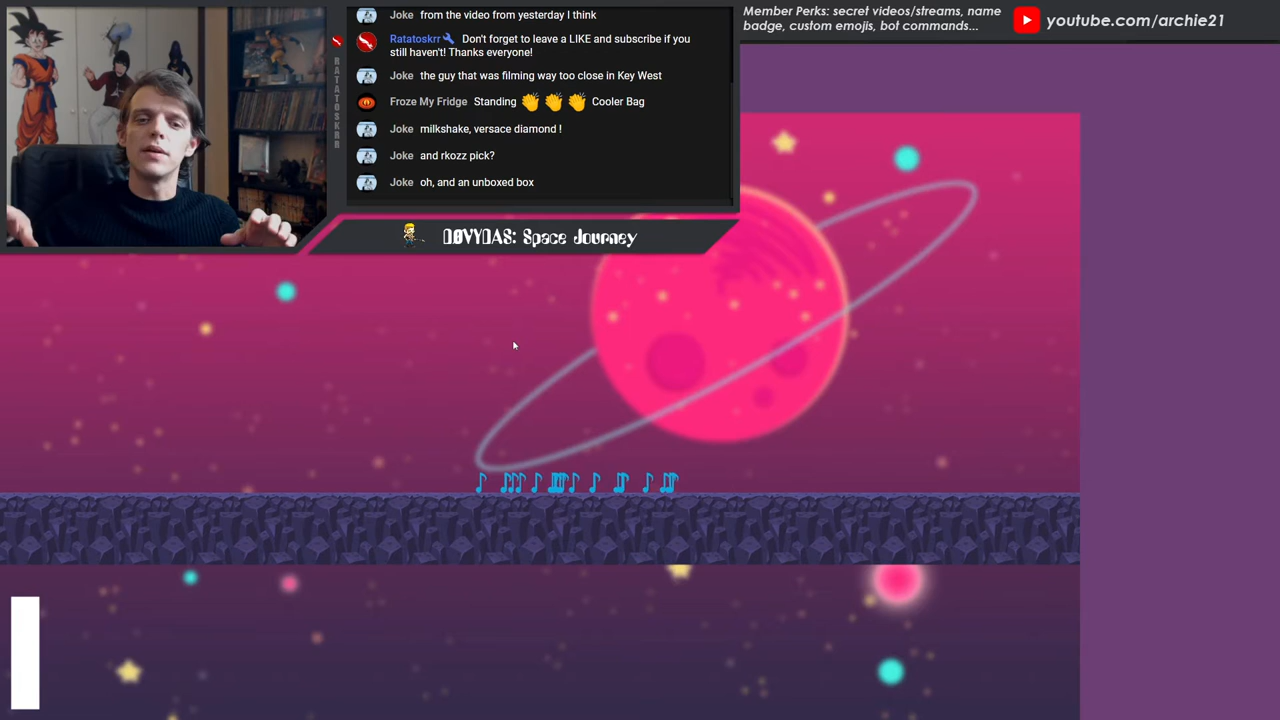 Joke from the video from yesterday I think
Ratatoskrr Don't forget to leave a LIKE and subscribe if you
still haven't! Thanks everyone!
Joke the guy that was filming way too close in Key West
Froze My Fridge Standing 👏 👏 👏 Cooler Bag
Joke milkshake, versace diamond !
Joke and rkozz pick?
Joke oh, and an unboxed box
RATATOSKRR
DOVYDAS: Space Journey
Member Perks: secret videos/streams, name
badge, custom emojis, bot commands...
youtube.com/archie21